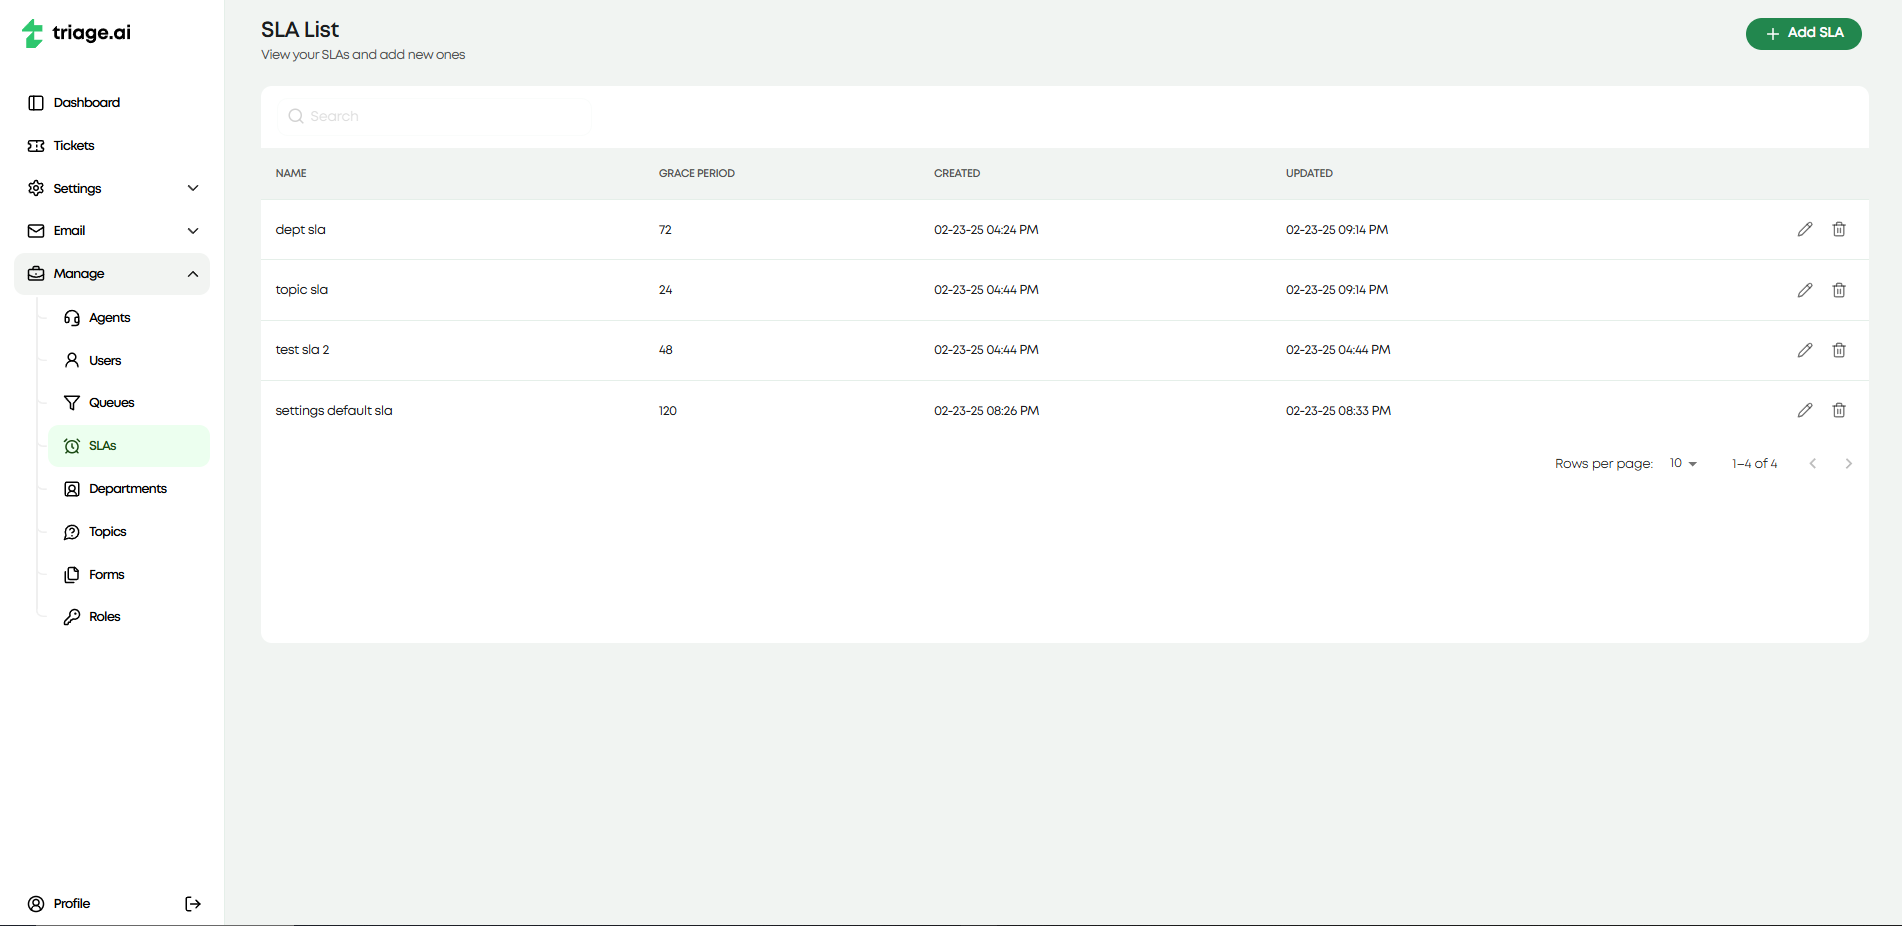 triage.ai
Dashboard
Tickets
Settings
Email
Manage
Agents
Users
Queues
SLAs
Departments
Topics
Forms
Roles
Profile
SLA List
View your SLAs and add new ones
Add SLA
Search
NAME GRACE PERIOD CREATED UPDATED
dept sla 72 02-23-25 04:24 PM 02-23-25 09:14 PM
topic sla 24 02-23-25 04:44 PM 02-23-25 09:14 PM
test sla 2 48 02-23-25 04:44 PM 02-23-25 04:44 PM
settings default sla 120 02-23-25 08:26 PM 02-23-25 08:33 PM
Rows per page: 10 1–4 of 4